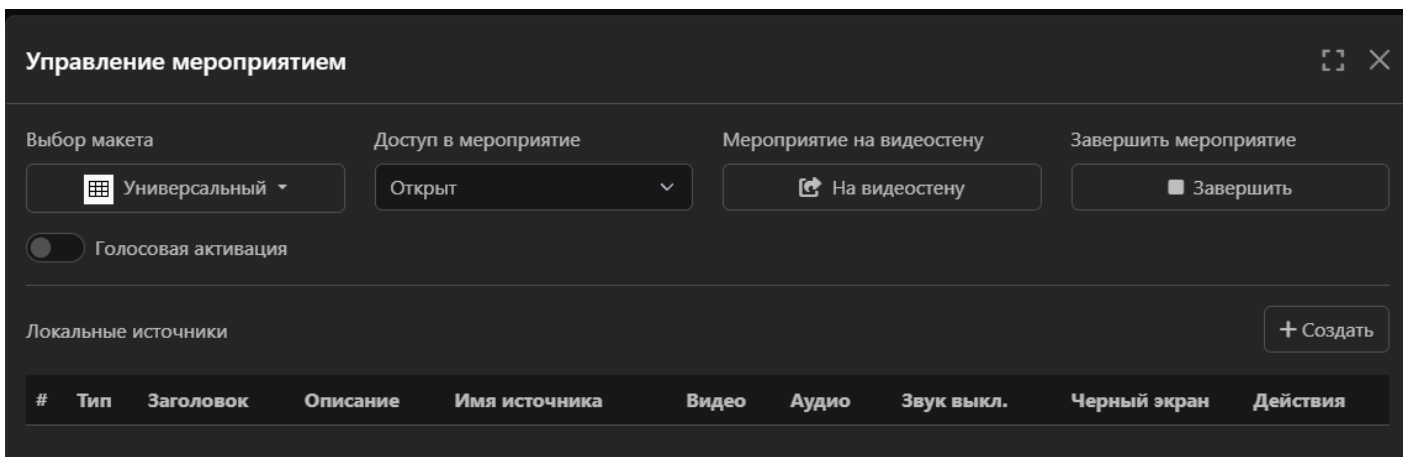 Управление мероприятием
Выбор макета Доступ в мероприятие Мероприятие на видеостену Завершить мероприятие
Универсальный Открыт На видеостену Завершить
Голосовая активация
Локальные источники + Создать
# Тип Заголовок Описание Имя источника Видео Аудио Звук выкл. Черный экран Действия